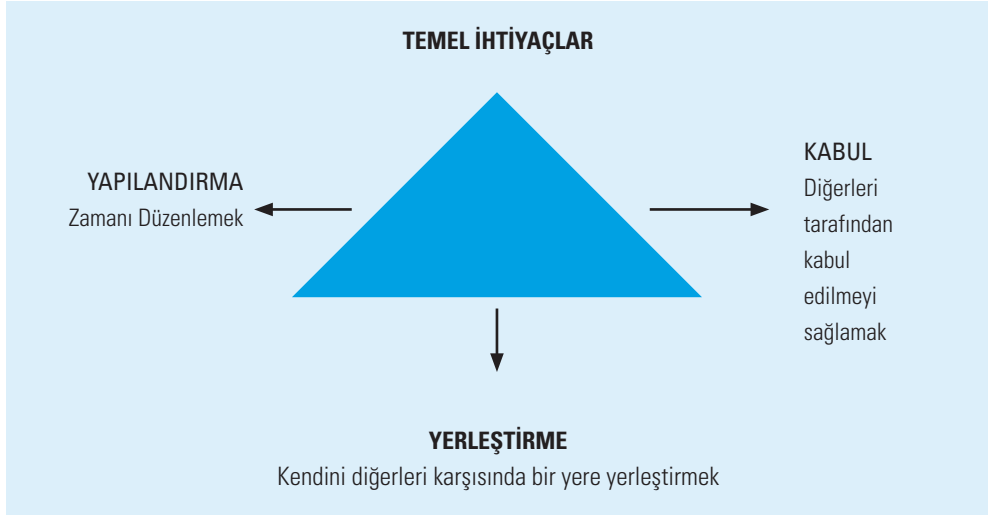 TEMEL İHTİYAÇLAR
YAPILANDIRMA
Zamanı Düzenlemek
KABUL
Diğerleri
tarafından
kabul
edilmeyi
sağlamak
YERLEŞTİRME
Kendini diğerleri karşısında bir yere yerleştirmek